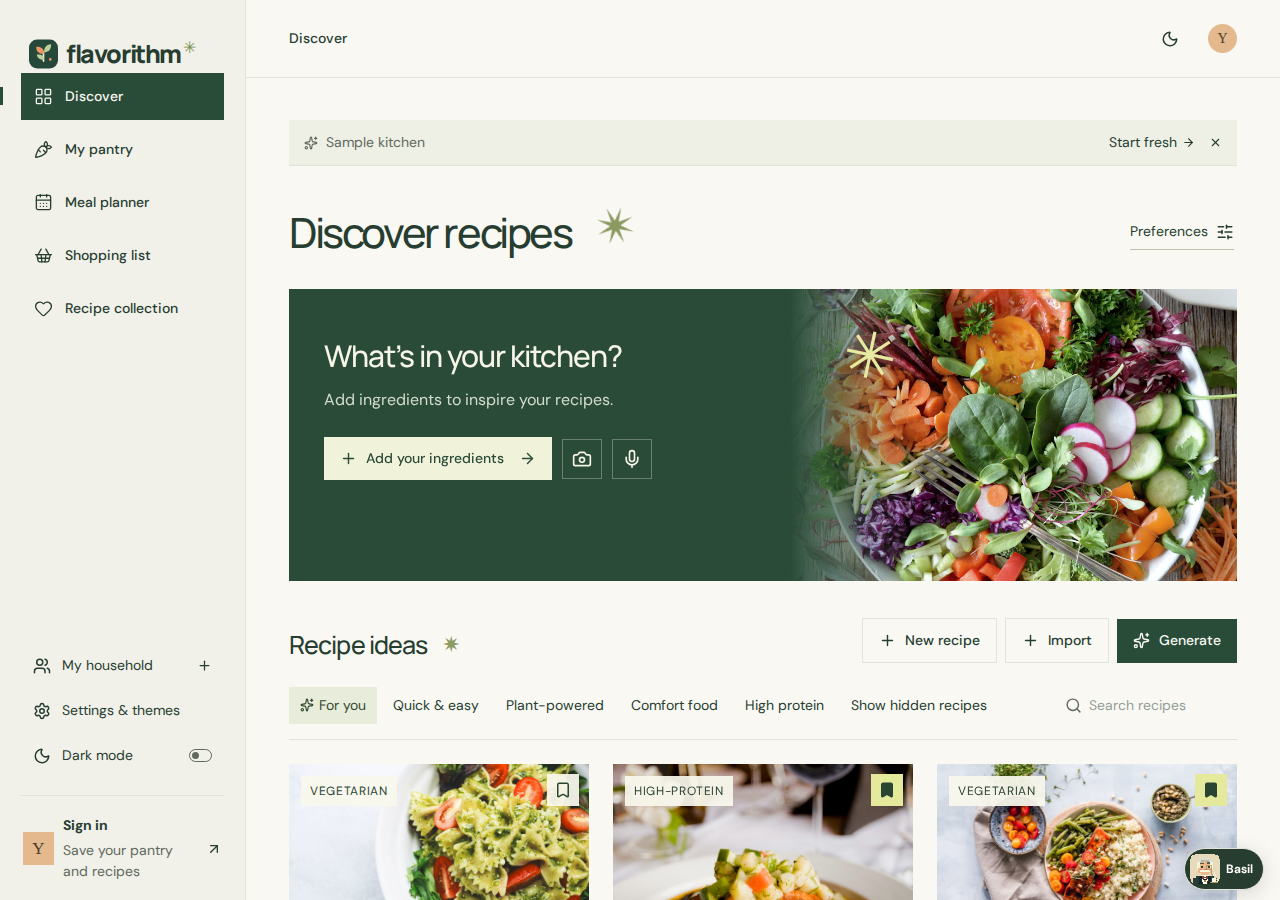 flavorithm
Discover
My pantry
Meal planner
Shopping list
Recipe collection
My household
Settings & themes
Dark mode
Y
Sign in
Save your pantry
and recipes
Discover
Y
Sample kitchen
Start fresh
Discover recipes
Preferences
What's in your kitchen?
Add ingredients to inspire your recipes.
Add your ingredients
Recipe ideas
New recipe
Import
Generate
For you
Quick & easy
Plant-powered
Comfort food
High protein
Show hidden recipes
Search recipes
VEGETARIAN
HIGH-PROTEIN
VEGETARIAN
Basil